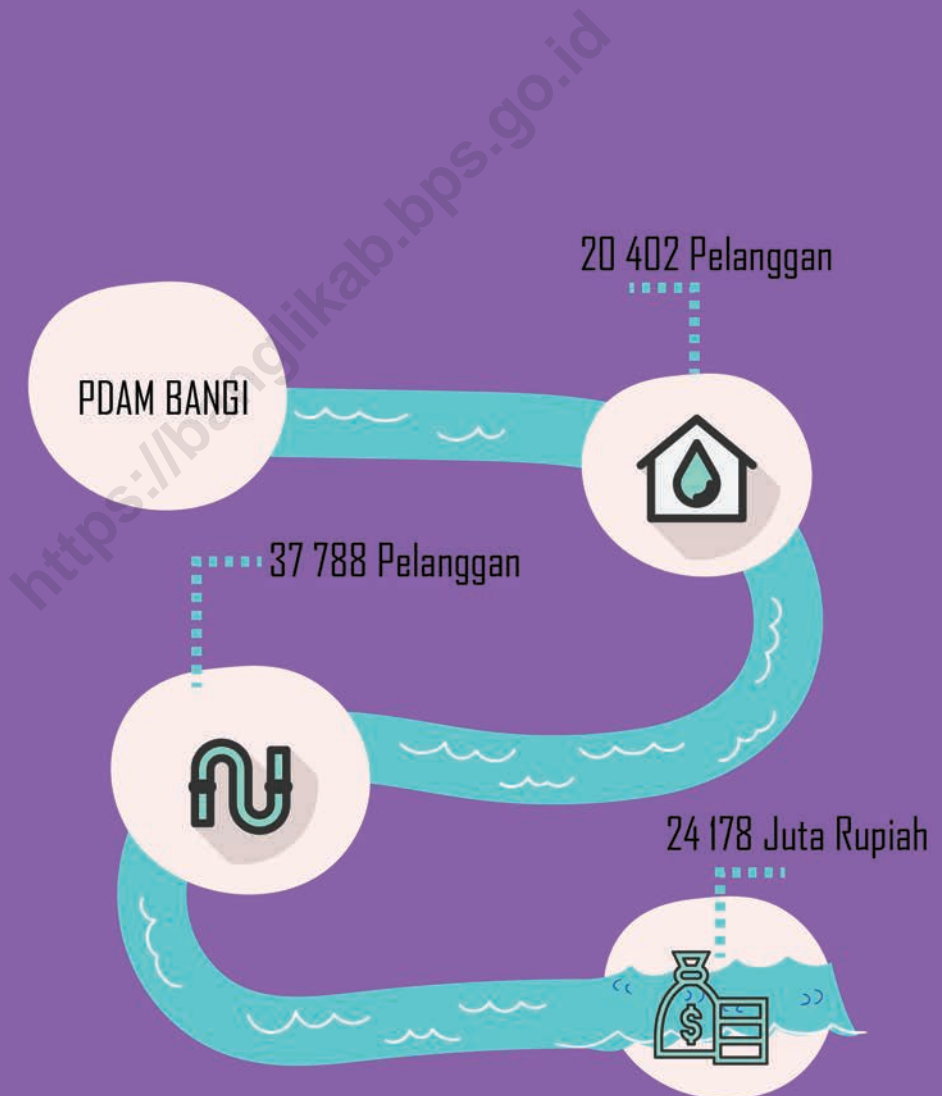 https://banglikab.bps.go.id
20 402 Pelanggan
PDAM BANGI
37 788 Pelanggan
24 178 Juta Rupiah
$